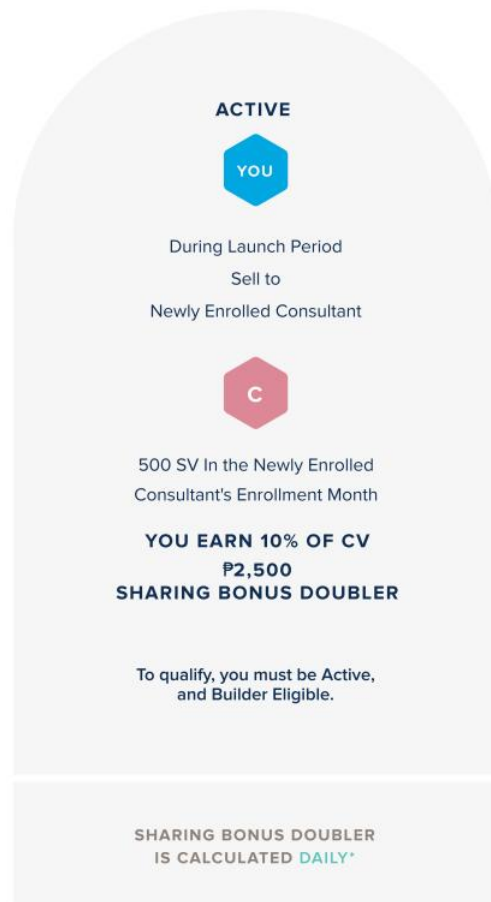 ACTIVE
YOU
During Launch Period
Sell to
Newly Enrolled Consultant
C
500 SV In the Newly Enrolled
Consultant's Enrollment Month
YOU EARN 10% OF CV
₱2,500
SHARING BONUS DOUBLER
To qualify, you must be Active,
and Builder Eligible.
SHARING BONUS DOUBLER
IS CALCULATED DAILY*